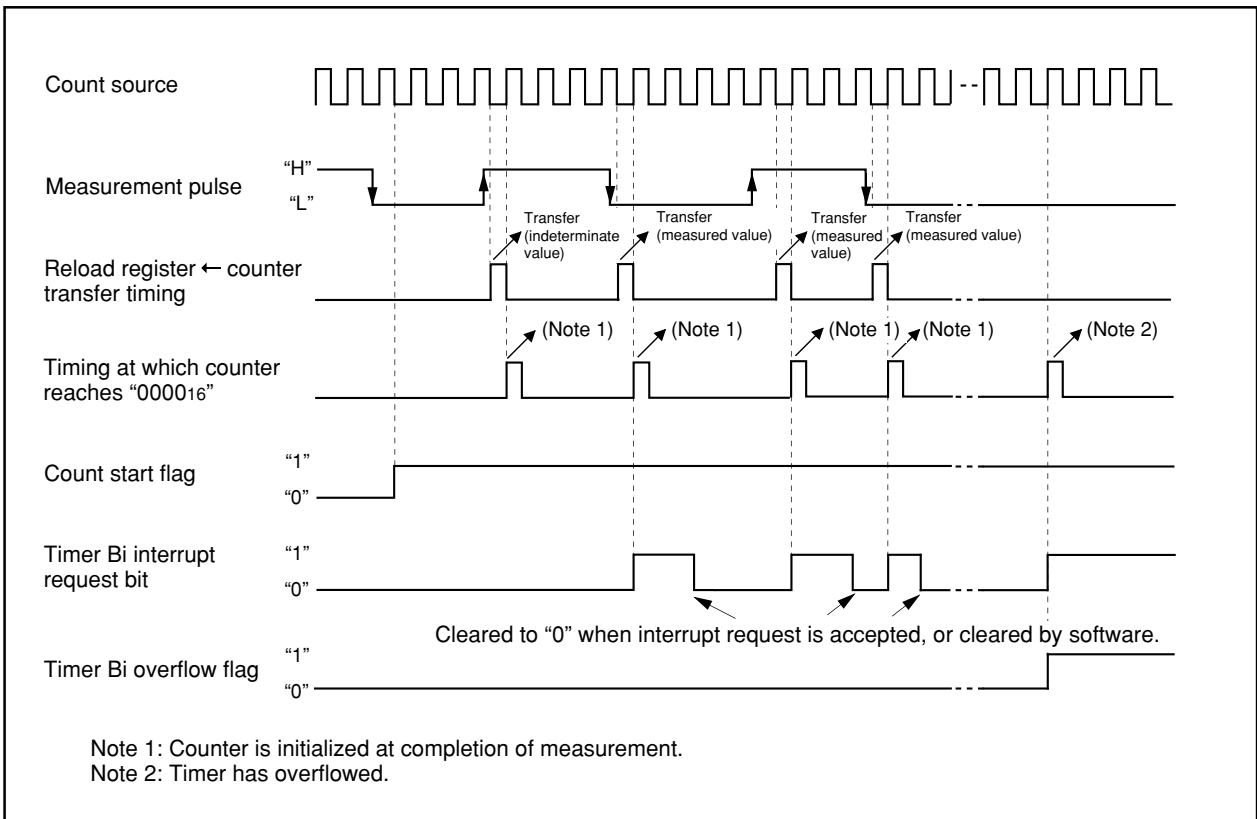 Count source
“H”
Measurement pulse
“L”
Transfer
(indeterminate
value)
Transfer
(measured value)
Transfer
(measured
value)
Transfer
(measured value)
Reload register ← counter
transfer timing
(Note 1)
(Note 1)
(Note 1)
(Note 1)
(Note 2)
Timing at which counter
reaches “000016”
Count start flag
“1”
“0”
Timer Bi interrupt
request bit
“1”
“0”
Cleared to “0” when interrupt request is accepted, or cleared by software.
Timer Bi overflow flag
“1”
“0”
Note 1: Counter is initialized at completion of measurement.
Note 2: Timer has overflowed.